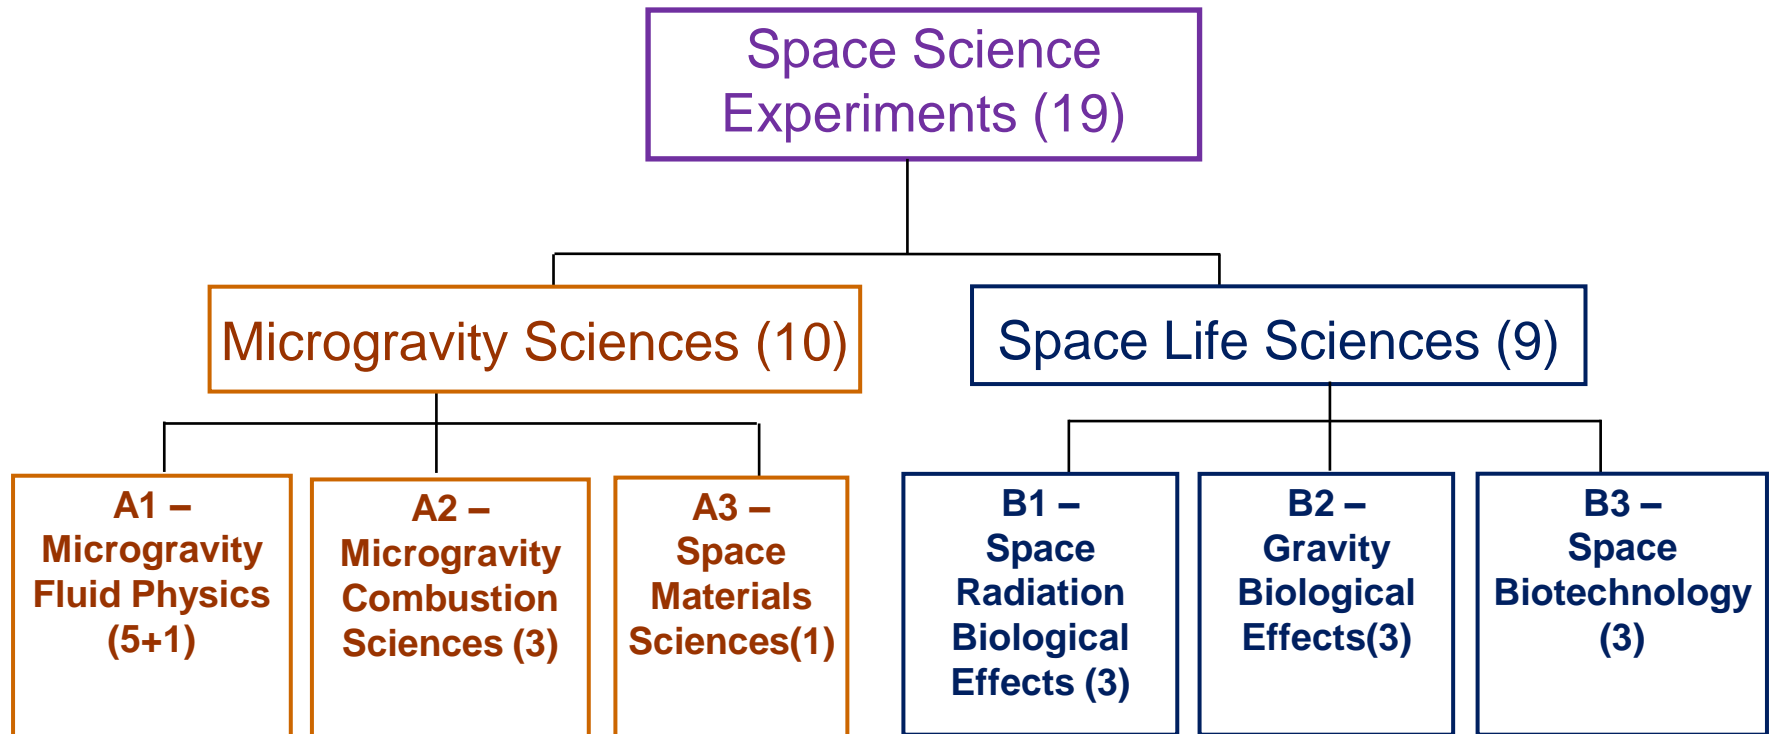 Space Science
Experiments (19)
Microgravity Sciences (10)
Space Life Sciences (9)
A1 –
Microgravity
Fluid Physics
(5+1)
A2 –
Microgravity
Combustion
Sciences (3)
A3 –
Space
Materials
Sciences(1)
B1 –
Space
Radiation
Biological
Effects (3)
B2 –
Gravity
Biological
Effects(3)
B3 –
Space
Biotechnology
(3)